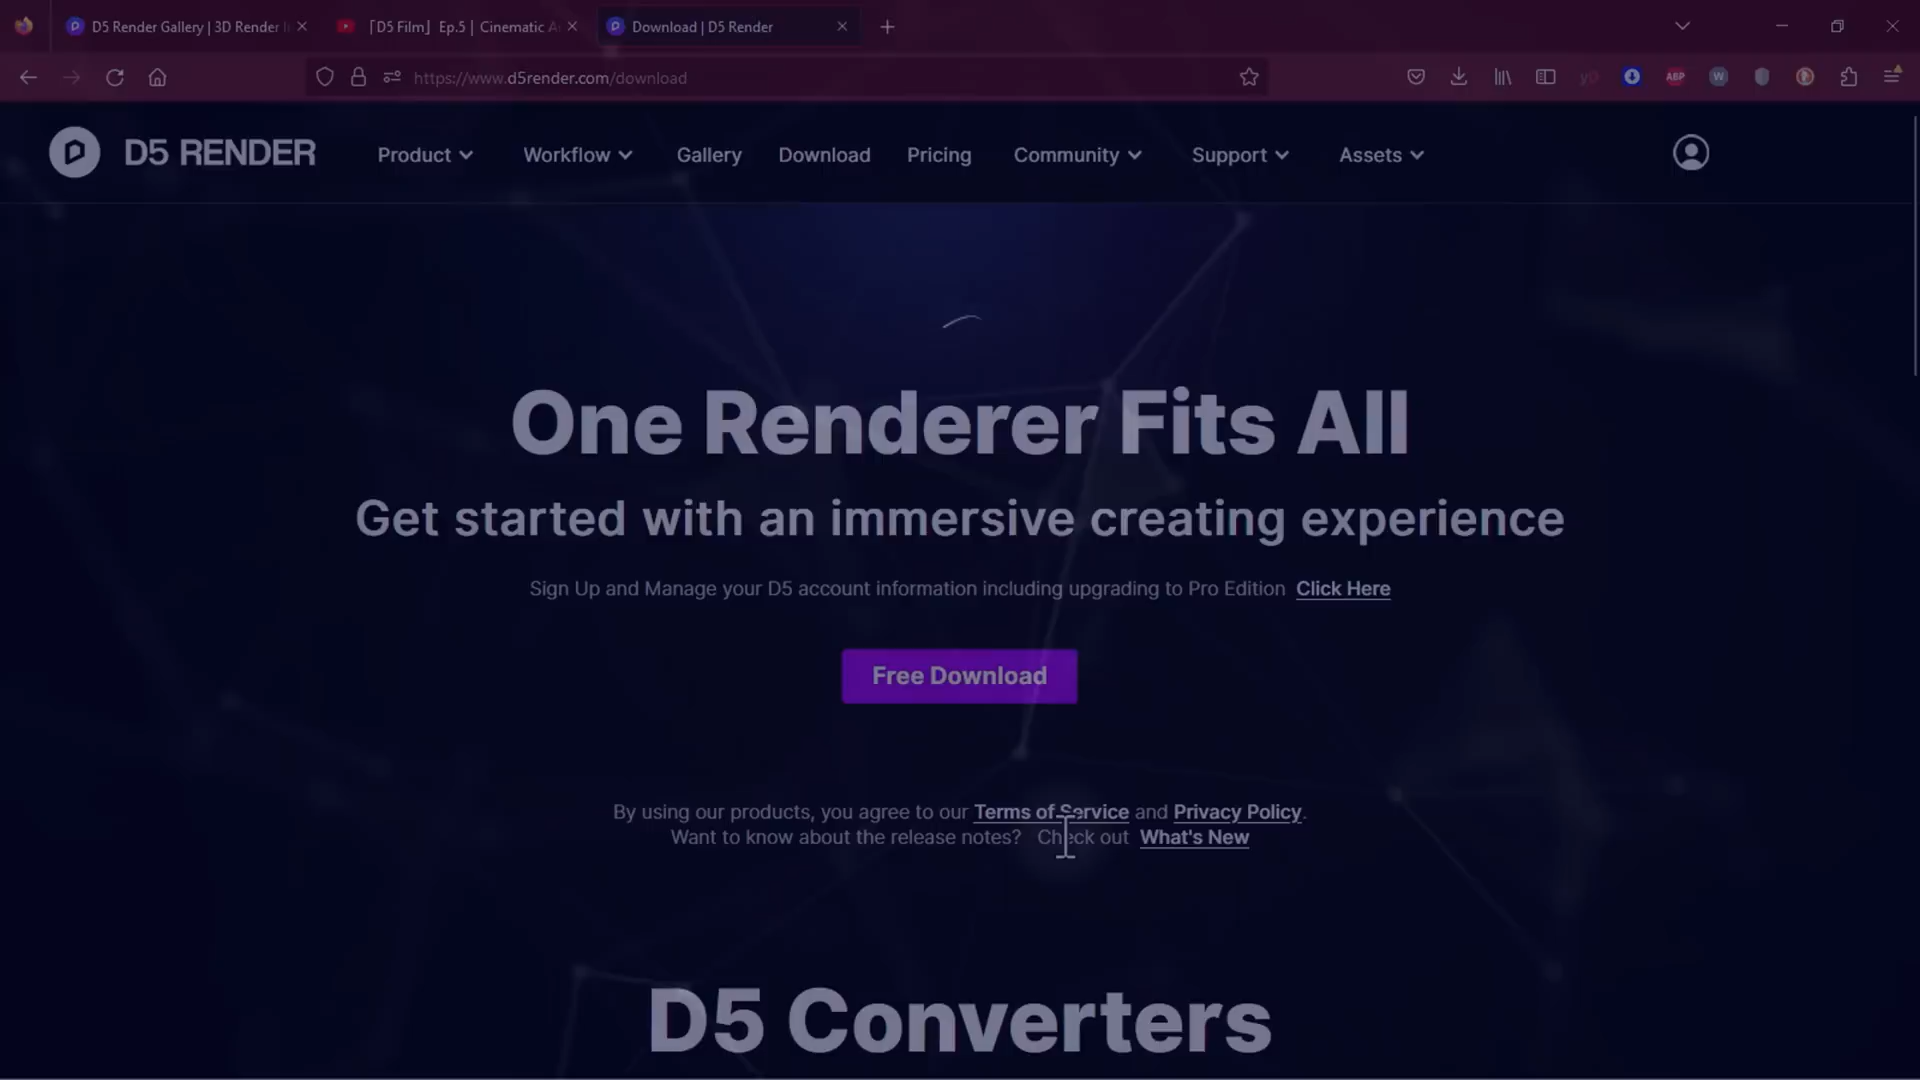 D5 Render Gallery | 3D Render I
「D5 Film」 Ep.5 | Cinematic A
Download | D5 Render
https://www.d5render.com/download
ABP
W
D5 RENDER
Product
Workflow
Gallery
Download
Pricing
Community
Support
Assets
One Renderer Fits All
Get started with an immersive creating experience
Sign Up and Manage your D5 account information including upgrading to Pro Edition Click Here
Free Download
By using our products, you agree to our Terms of Service and Privacy Policy.
Want to know about the release notes? Check out What's New
D5 Converters